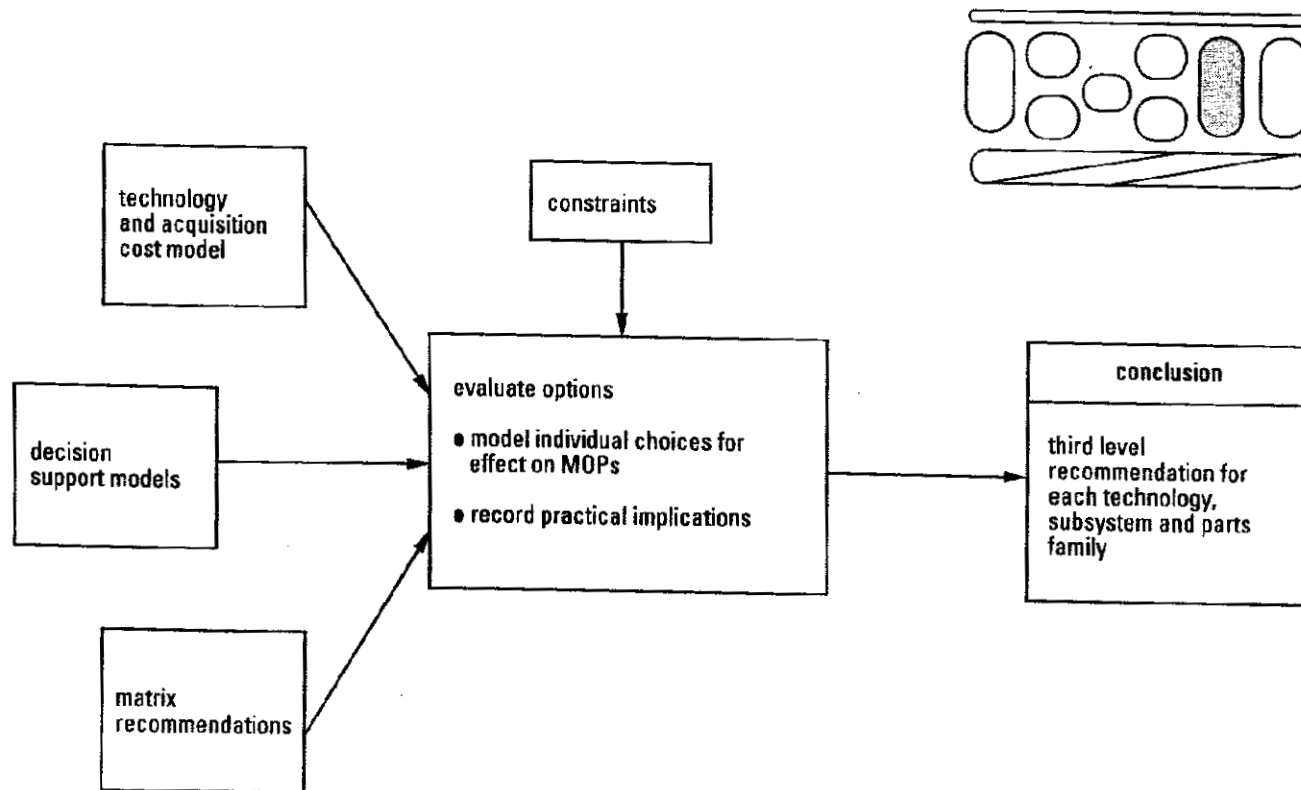 technology
and acquisition
cost model
constraints
decision
support models
matrix
recommendations
evaluate options
● model individual choices for
effect on MOPs
● record practical implications
conclusion
third level
recommendation for
each technology,
subsystem and parts
family